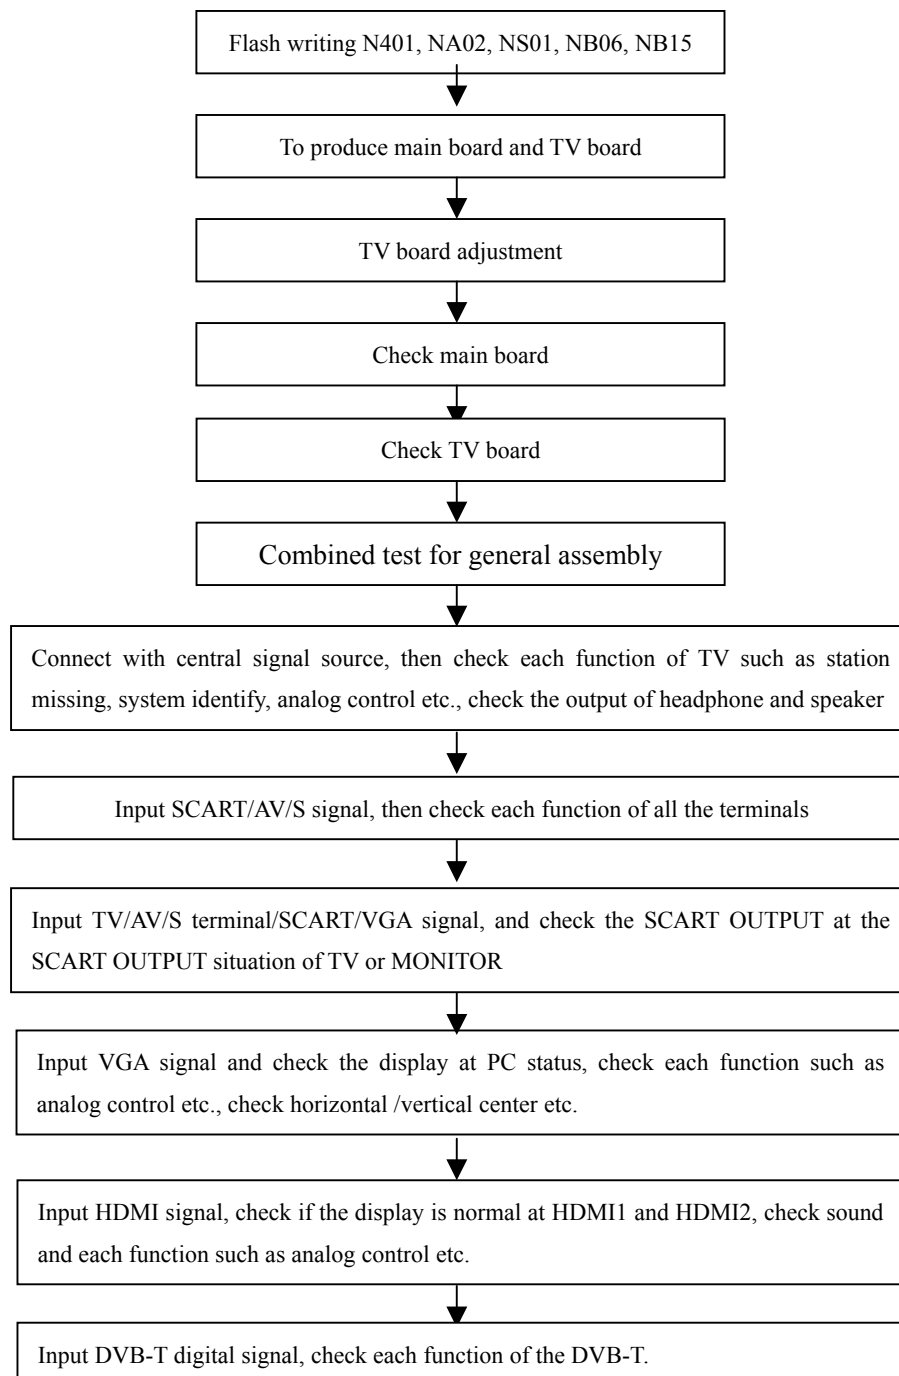 Flash writing N401, NA02, NS01, NB06, NB15
To produce main board and TV board
TV board adjustment
Check main board
Check TV board
Combined test for general assembly
Connect with central signal source, then check each function of TV such as station
missing, system identify, analog control etc., check the output of headphone and speaker
Input SCART/AV/S signal, then check each function of all the terminals
Input TV/AV/S terminal/SCART/VGA signal, and check the SCART OUTPUT at the
SCART OUTPUT situation of TV or MONITOR
Input VGA signal and check the display at PC status, check each function such as
analog control etc., check horizontal /vertical center etc.
Input HDMI signal, check if the display is normal at HDMI1 and HDMI2, check sound
and each function such as analog control etc.
Input DVB-T digital signal, check each function of the DVB-T.